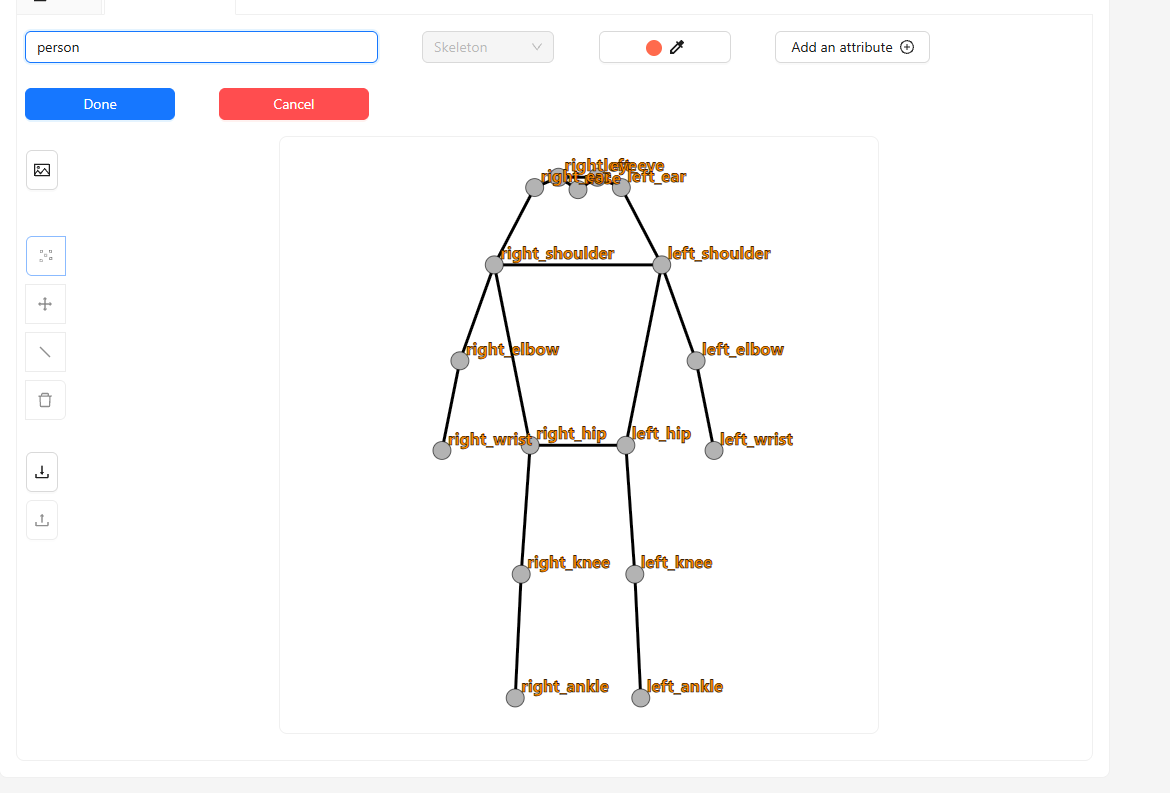 person
Skeleton
Add an attribute
Done
Cancel
left_ear
right_shoulder
left_shoulder
right_elbow
left_elbow
right_wrist
right_hip
left_hip
left_wrist
right_knee
left_knee
right_ankle
left_ankle